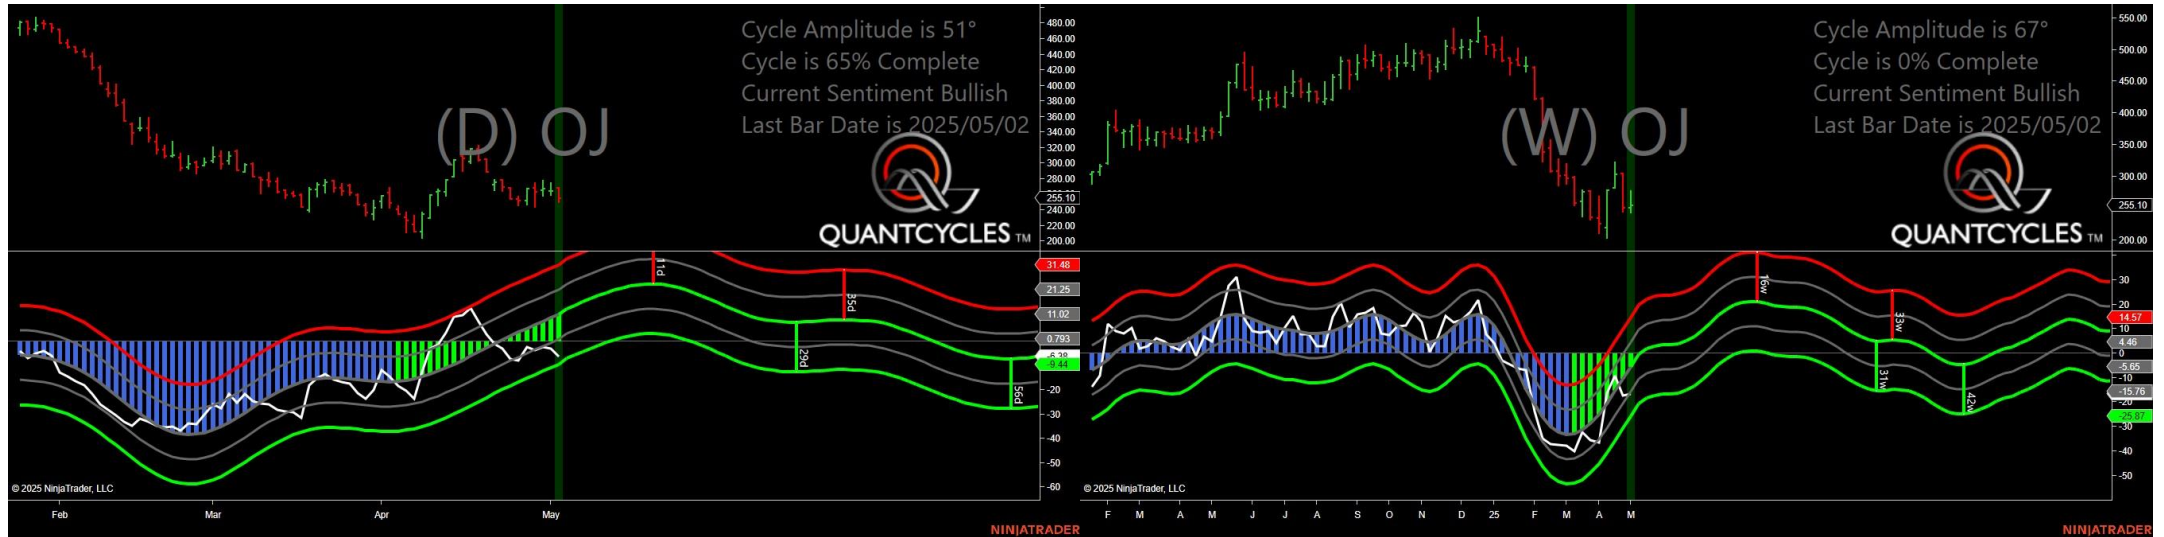 Cycle Amplitude is 51°
Cycle is 65% Complete
Current Sentiment Bullish
Last Bar Date is 2025/05/02
(D) OJ
QUANTCYCLES TM
480.00
460.00
440.00
420.00
400.00
380.00
360.00
340.00
320.00
300.00
280.00
255.10
240.00
220.00
200.00
31.48
21.25
11.02
0.793
-6.38
-9.44
-20
-30
-40
-50
-60
11d
35d
29d
56d
© 2025 NinjaTrader, LLC
Feb
Mar
Apr
May
NINJATRADER
Cycle Amplitude is 67°
Cycle is 0% Complete
Current Sentiment Bullish
Last Bar Date is 2025/05/02
(W) OJ
QUANTCYCLES TM
550.00
500.00
450.00
400.00
350.00
300.00
255.10
200.00
30
20
14.57
10
4.46
0
-5.65
-10
-15.76
-25.87
-30
-40
-50
16w
33w
31w
42w
© 2025 NinjaTrader, LLC
F M A M J J A S O N D 25 F M A M
NINJATRADER